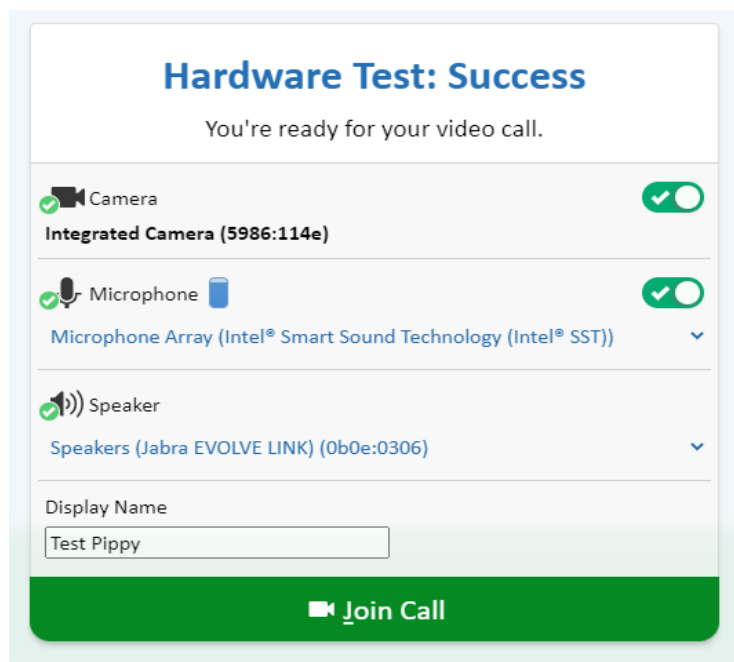 Hardware Test: Success
You're ready for your video call.
Camera
Integrated Camera (5986:114e)
Microphone
Microphone Array (Intel® Smart Sound Technology (Intel® SST))
Speaker
Speakers (Jabra EVOLVE LINK) (0b0e:0306)
Display Name
Test Pippy
Join Call